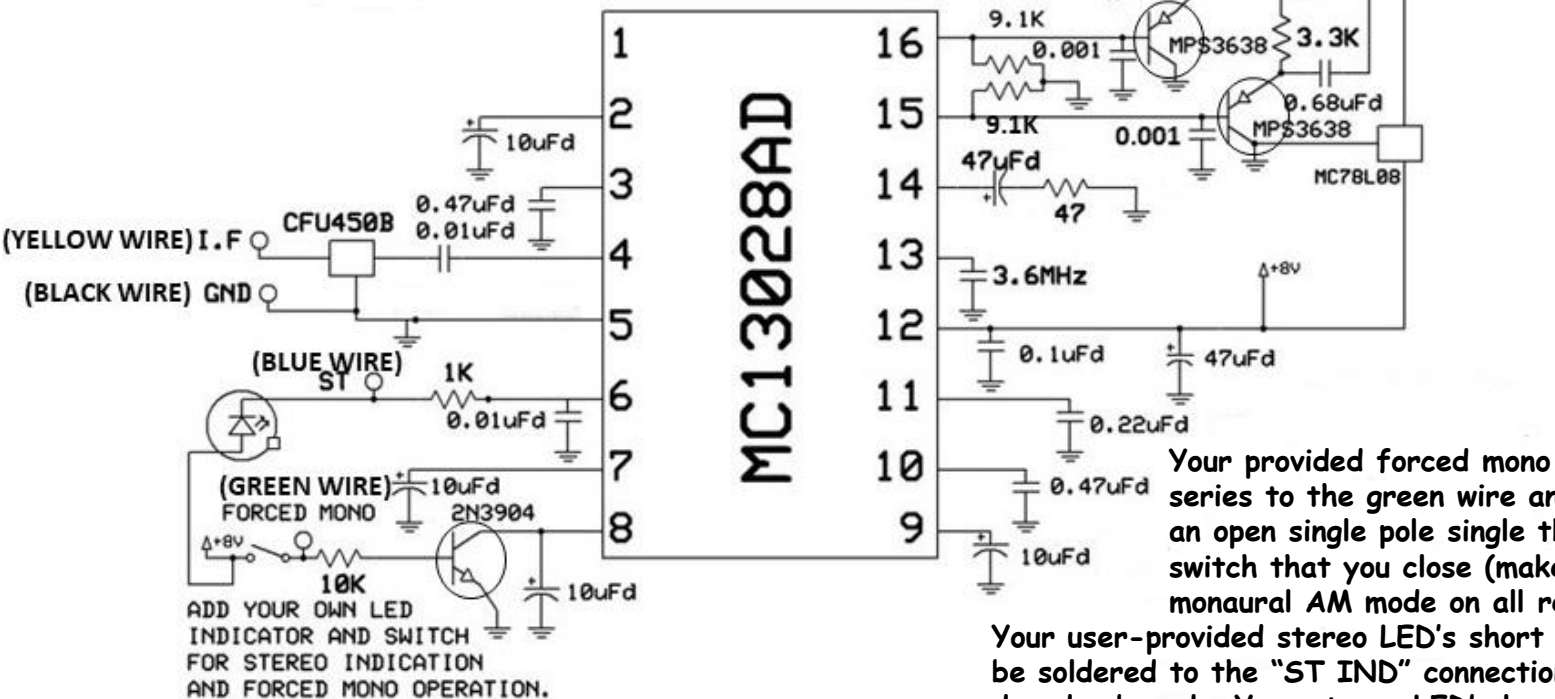 1
2
10uFd
3
0.47uFd
0.01uFd
CFU450B
(YELLOW WIRE) I.F
4
(BLACK WIRE) GND
5
(BLUE WIRE)
ST
1K
6
0.01uFd
7
(GREEN WIRE)
10uFd
FORCED MONO
2N3904
8
+8V
10K
10uFd
ADD YOUR OWN LED
INDICATOR AND SWITCH
FOR STEREO INDICATION
AND FORCED MONO OPERATION.
MC13028AD
16
9.1K
0.001
MPS3638
3.3K
15
9.1K
0.001
MPS3638
0.68uFd
MC78L08
14
47uFd
47
13
3.6MHz
+8V
12
0.1uFd
47uFd
11
0.22uFd
10
0.47uFd
9
10uFd
Your provided forced mono
series to the green wire
an open single pole single
switch that you close
monaural AM mode on all
Your user-provided stereo LED's short
be soldered to the "ST IND" connection